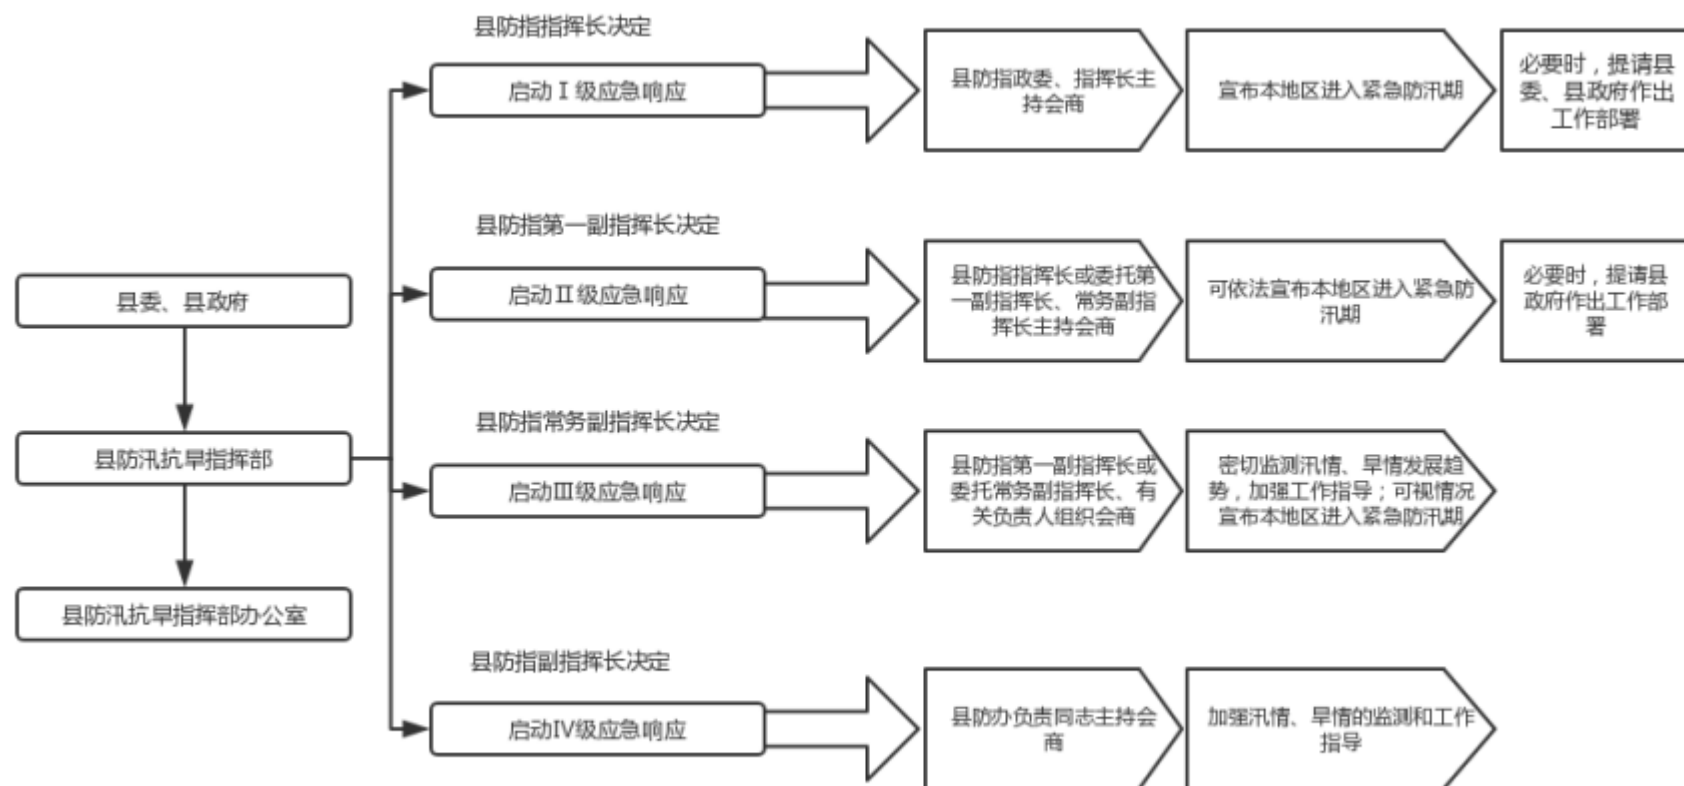 县防指指挥长决定
启动Ⅰ级应急响应
县防指政委、指挥长主
持会商
宣布本地区进入紧急防汛期
必要时，提请县
委、县政府作出
工作部署
县防指第一副指挥长决定
启动Ⅱ级应急响应
县防指指挥长或委托第
一副指挥长、常务副指
挥长主持会商
可依法宣布本地区进入紧急防
汛期
必要时，提请县
政府作出工作部
署
县委、县政府
县防汛抗旱指挥部
县防汛抗旱指挥部办公室
县防指常务副指挥长决定
启动Ⅲ级应急响应
县防指第一副指挥长或
委托常务副指挥长、有
关负责人组织会商
密切监测汛情、旱情发展趋
势，加强工作指导；可视情况
宣布本地区进入紧急防汛期
县防指副指挥长决定
启动Ⅳ级应急响应
县防办负责同志主持会
商
加强汛情、旱情的监测和工作
指导